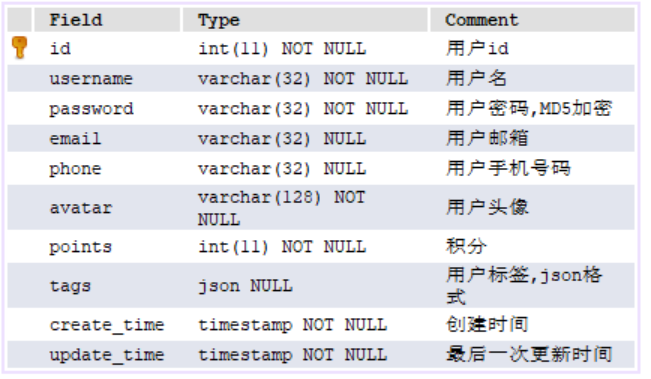 Field Type Comment
id int(11) NOT NULL 用户id
username varchar(32) NOT NULL 用户名
password varchar(32) NOT NULL 用户密码,MD5加密
email varchar(32) NULL 用户邮箱
phone varchar(32) NULL 用户手机号码
avatar varchar(128) NOT
NULL 用户头像
points int(11) NOT NULL 积分
tags json NULL 用户标签,json格
式
create_time timestamp NOT NULL 创建时间
update_time timestamp NOT NULL 最后一次更新时间